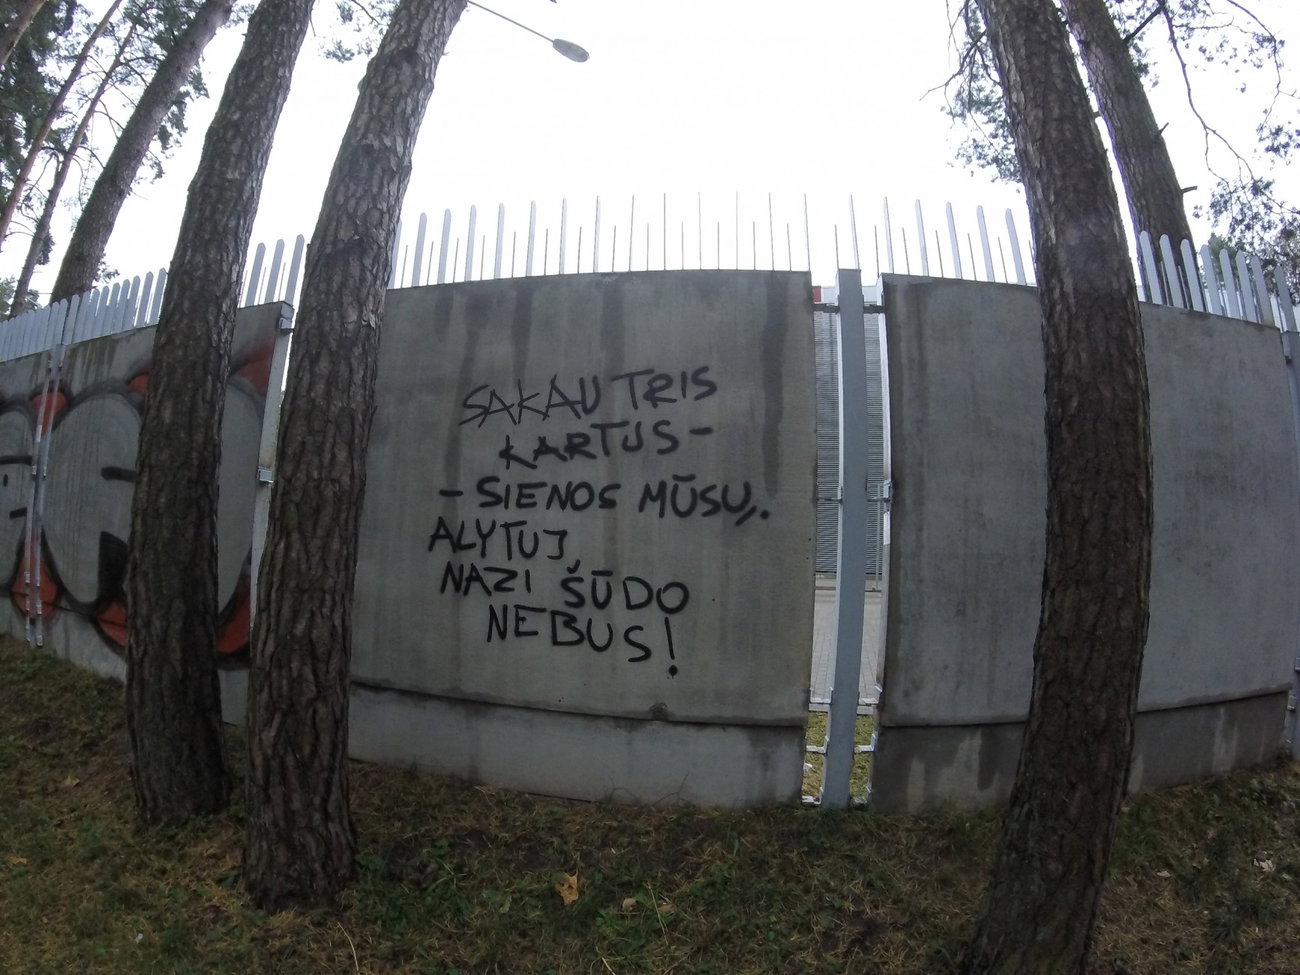 SAKAU TRIS
KARTUS-
- SIENOS MŪSŲ,.
ALYTUJ,
NAZI ŠŪDO
NEBUS!